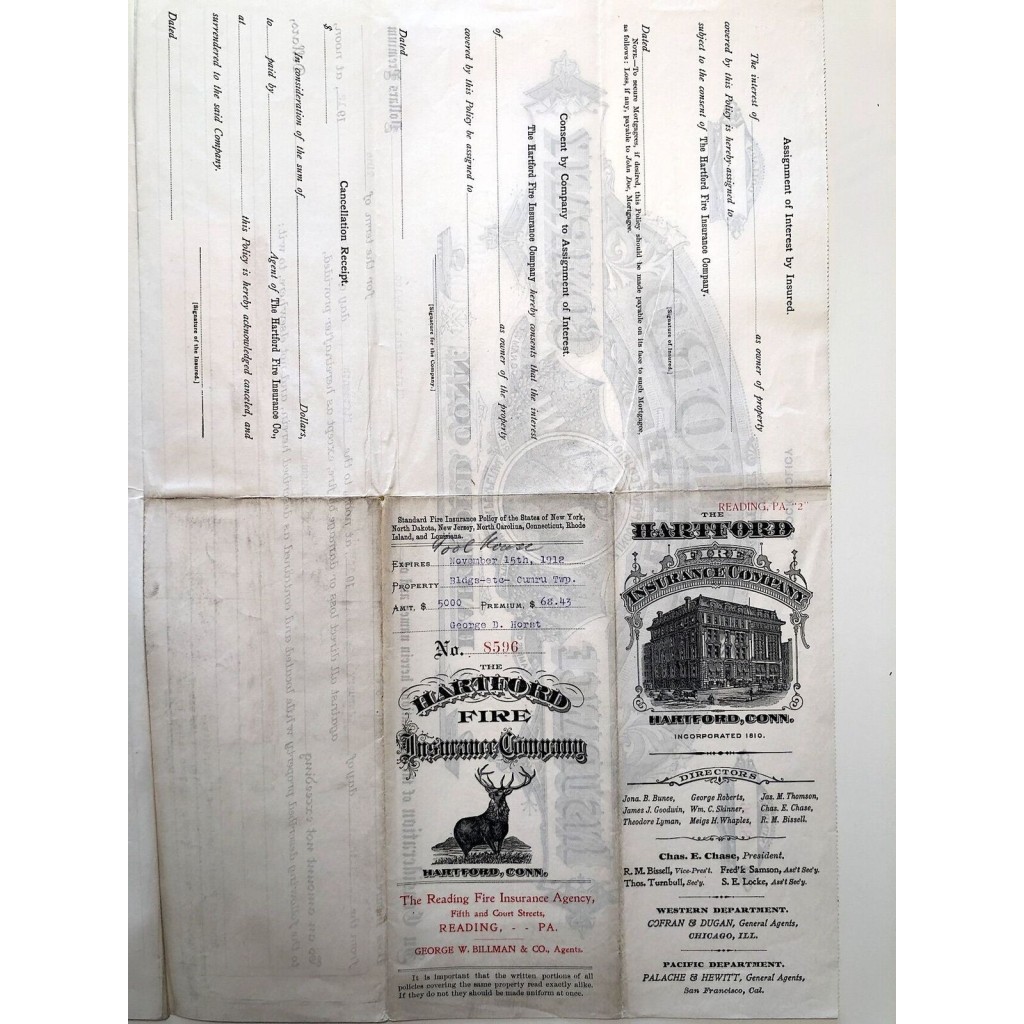 Assignment of Interest by Insured.
The interest of as owner of property
covered by this Policy is hereby assigned to
subject to the consent of The Hartford Fire Insurance Company.
Dated
[Signature of Insured.]
NOTE.—To secure Mortgagees, if desired, this Policy should be made payable on its face to such Mortgagee,
as follows: Loss, if any, payable to John Doe, Mortgagee.
Consent by Company to Assignment of Interest.
The Hartford Fire Insurance Company hereby consents that the interest
of as owner of the property
covered by this Policy be assigned to
Dated
[Signature for the Company.]
Cancellation Receipt.
$
In consideration of the sum of Dollars,
to paid by Agent of The Hartford Fire Insurance Co.,
at this Policy is hereby acknowledged canceled, and
surrendered to the said Company.
Dated
[Signature of the Insured.]
Standard Fire Insurance Policy of the States of New York,
North Dakota, New Jersey, North Carolina, Connecticut, Rhode
Island, and Louisiana.
EXPIRES November 15th, 1912
PROPERTY Bldgs-etc- Cumru Twp.
AMT, $ 5000 PREMIUM, $ 68.43
George D. Horst
No. 8596
THE
HARTFORD
FIRE
Insurance Company
HARTFORD, CONN.
The Reading Fire Insurance Agency,
Fifth and Court Streets,
READING, - - PA.
GEORGE W. BILLMAN & CO., Agents.
It is important that the written portions of all
policies covering the same property read exactly alike.
If they do not they should be made uniform at once.
READING, PA. "2"
THE
HARTFORD
FIRE
INSURANCE COMPANY
HARTFORD, CONN.
INCORPORATED 1810.
DIRECTORS
Jona. B. Bunce, George Roberts, Jas. M. Thomson,
James J. Goodwin, Wm. C. Skinner, Chas. E. Chase,
Theodore Lyman, Meigs H. Whaples, R. M. Bissell.
Chas. E. Chase, President.
R. M. Bissell, Vice-Pres't. Fred'k Samson, Ass't Sec'y.
Thos. Turnbull, Sec'y. S. E. Locke, Ass't Sec'y.
WESTERN DEPARTMENT.
COFRAN & DUGAN, General Agents,
CHICAGO, ILL.
PACIFIC DEPARTMENT.
PALACHE & HEWITT, General Agents,
San Francisco, Cal.